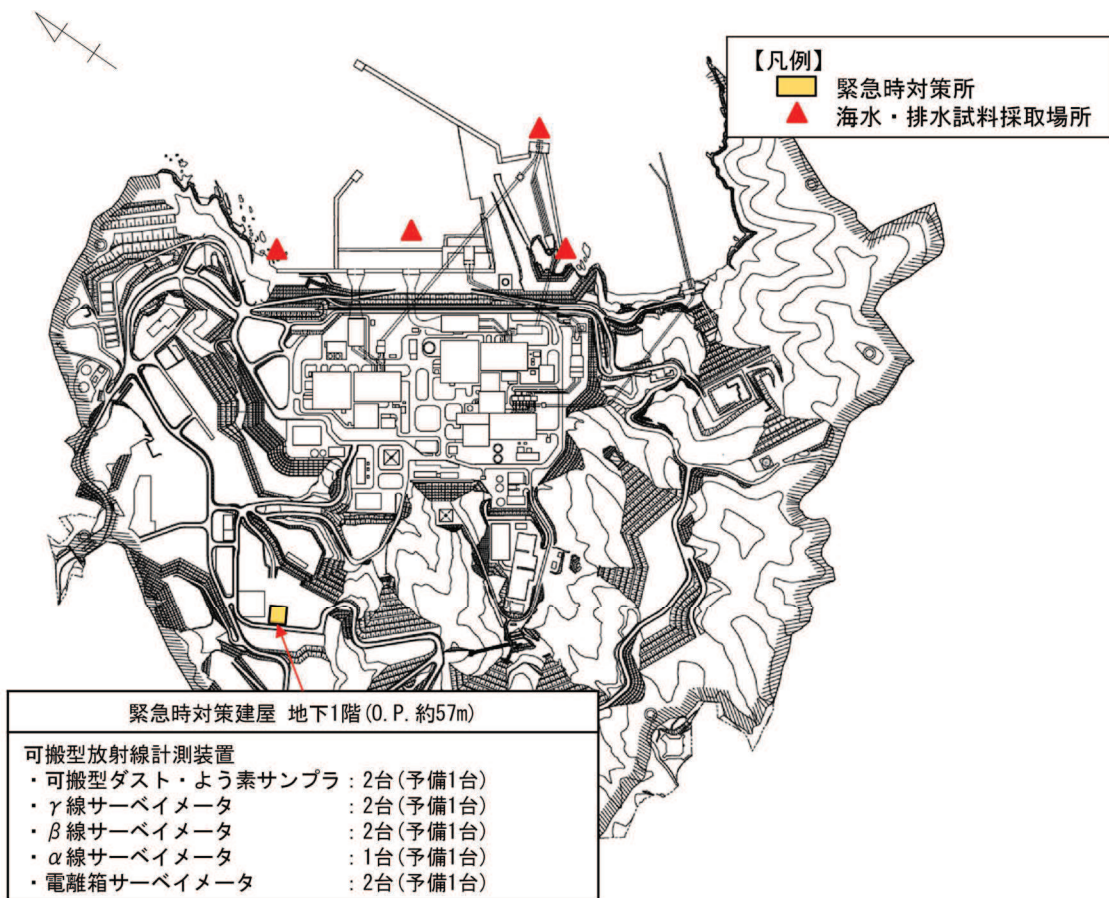 【凡例】
緊急時対策所
海水・排水試料採取場所
緊急時対策建屋 地下1階(O.P.約57m)
可搬型放射線計測装置
・可搬型ダスト・よう素サンプラ：2台(予備1台)
・γ線サーベイメータ：2台(予備1台)
・β線サーベイメータ：2台(予備1台)
・α線サーベイメータ：1台(予備1台)
・電離箱サーベイメータ：2台(予備1台)